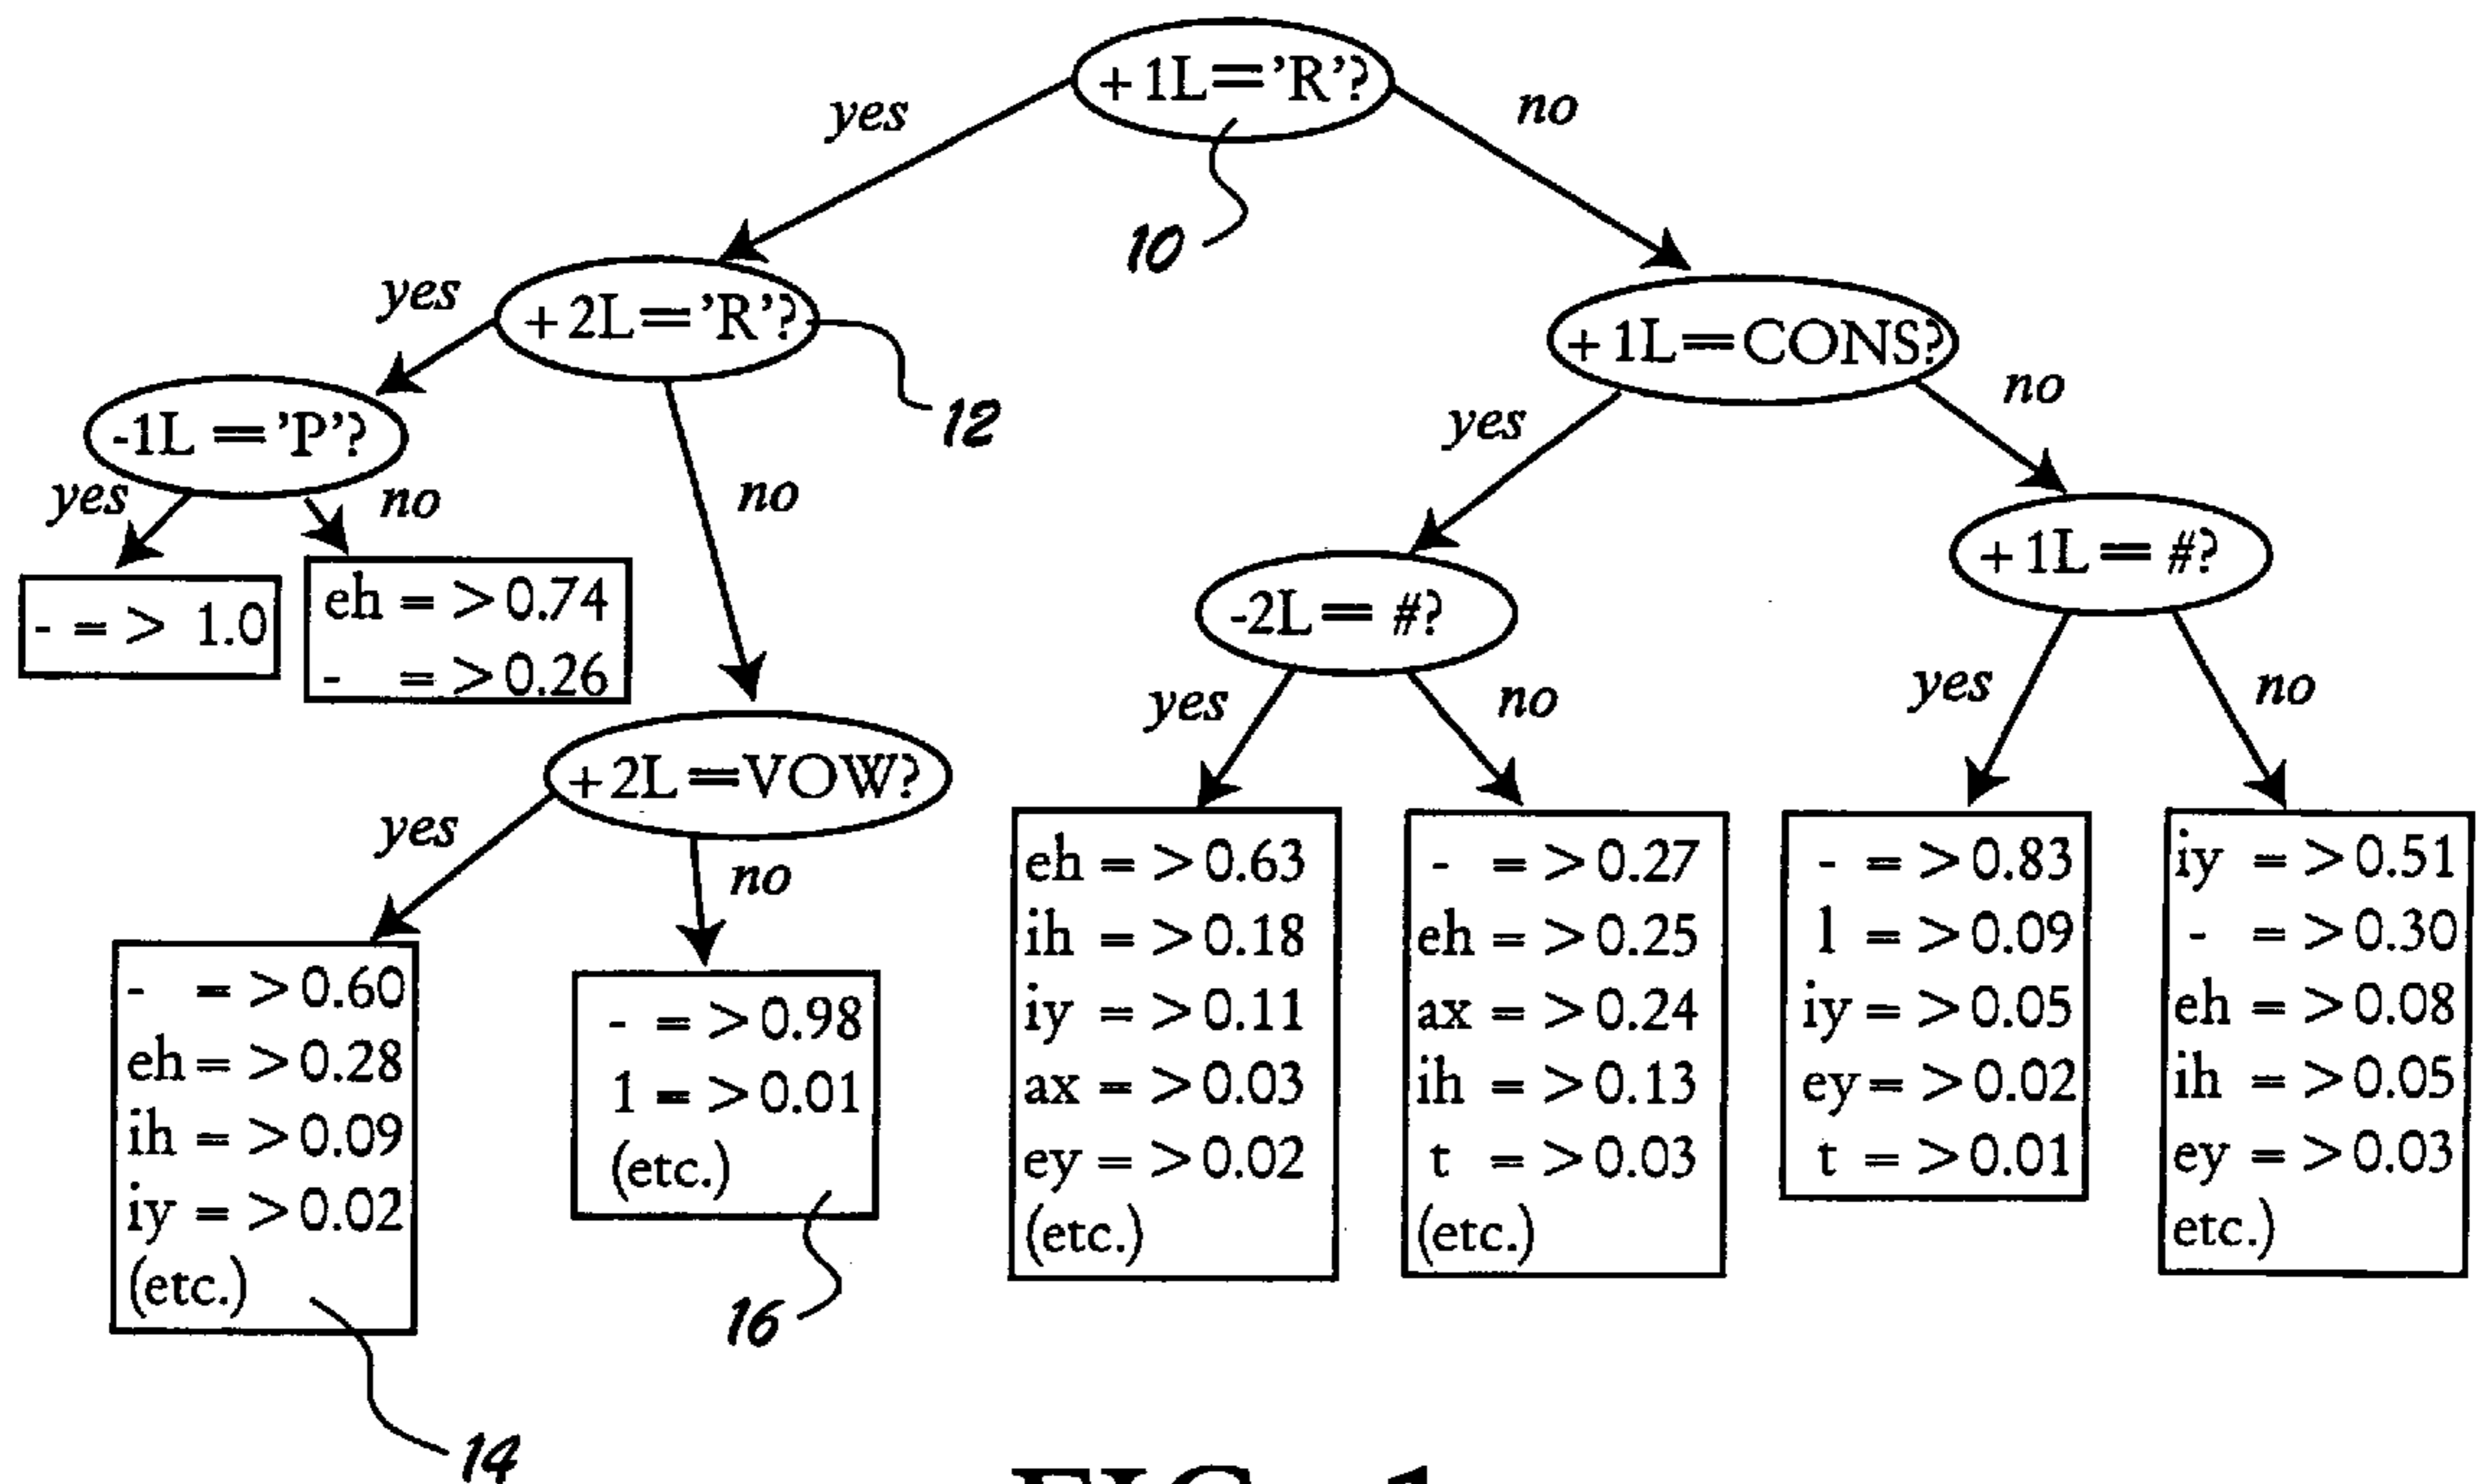 +1L=='R'?
yes
no
10
yes
+2L=='R'?
12
+1L==CONS?
no
yes
-1L=='P'?
yes
no
no
-2L== #?
+1L== #?
- => 1.0
eh => 0.74
- => 0.26
yes
no
yes
no
+2L==VOW?
yes
no
- => 0.60
eh => 0.28
ih => 0.09
iy => 0.02
(etc.)
14
- => 0.98
1 => 0.01
(etc.)
16
eh => 0.63
ih => 0.18
iy => 0.11
ax => 0.03
ey => 0.02
(etc.)
- => 0.27
eh => 0.25
ax => 0.24
ih => 0.13
t => 0.03
(etc.)
- => 0.83
l => 0.09
iy => 0.05
ey => 0.02
t => 0.01
iy => 0.51
- => 0.30
eh => 0.08
ih => 0.05
ey => 0.03
etc.)